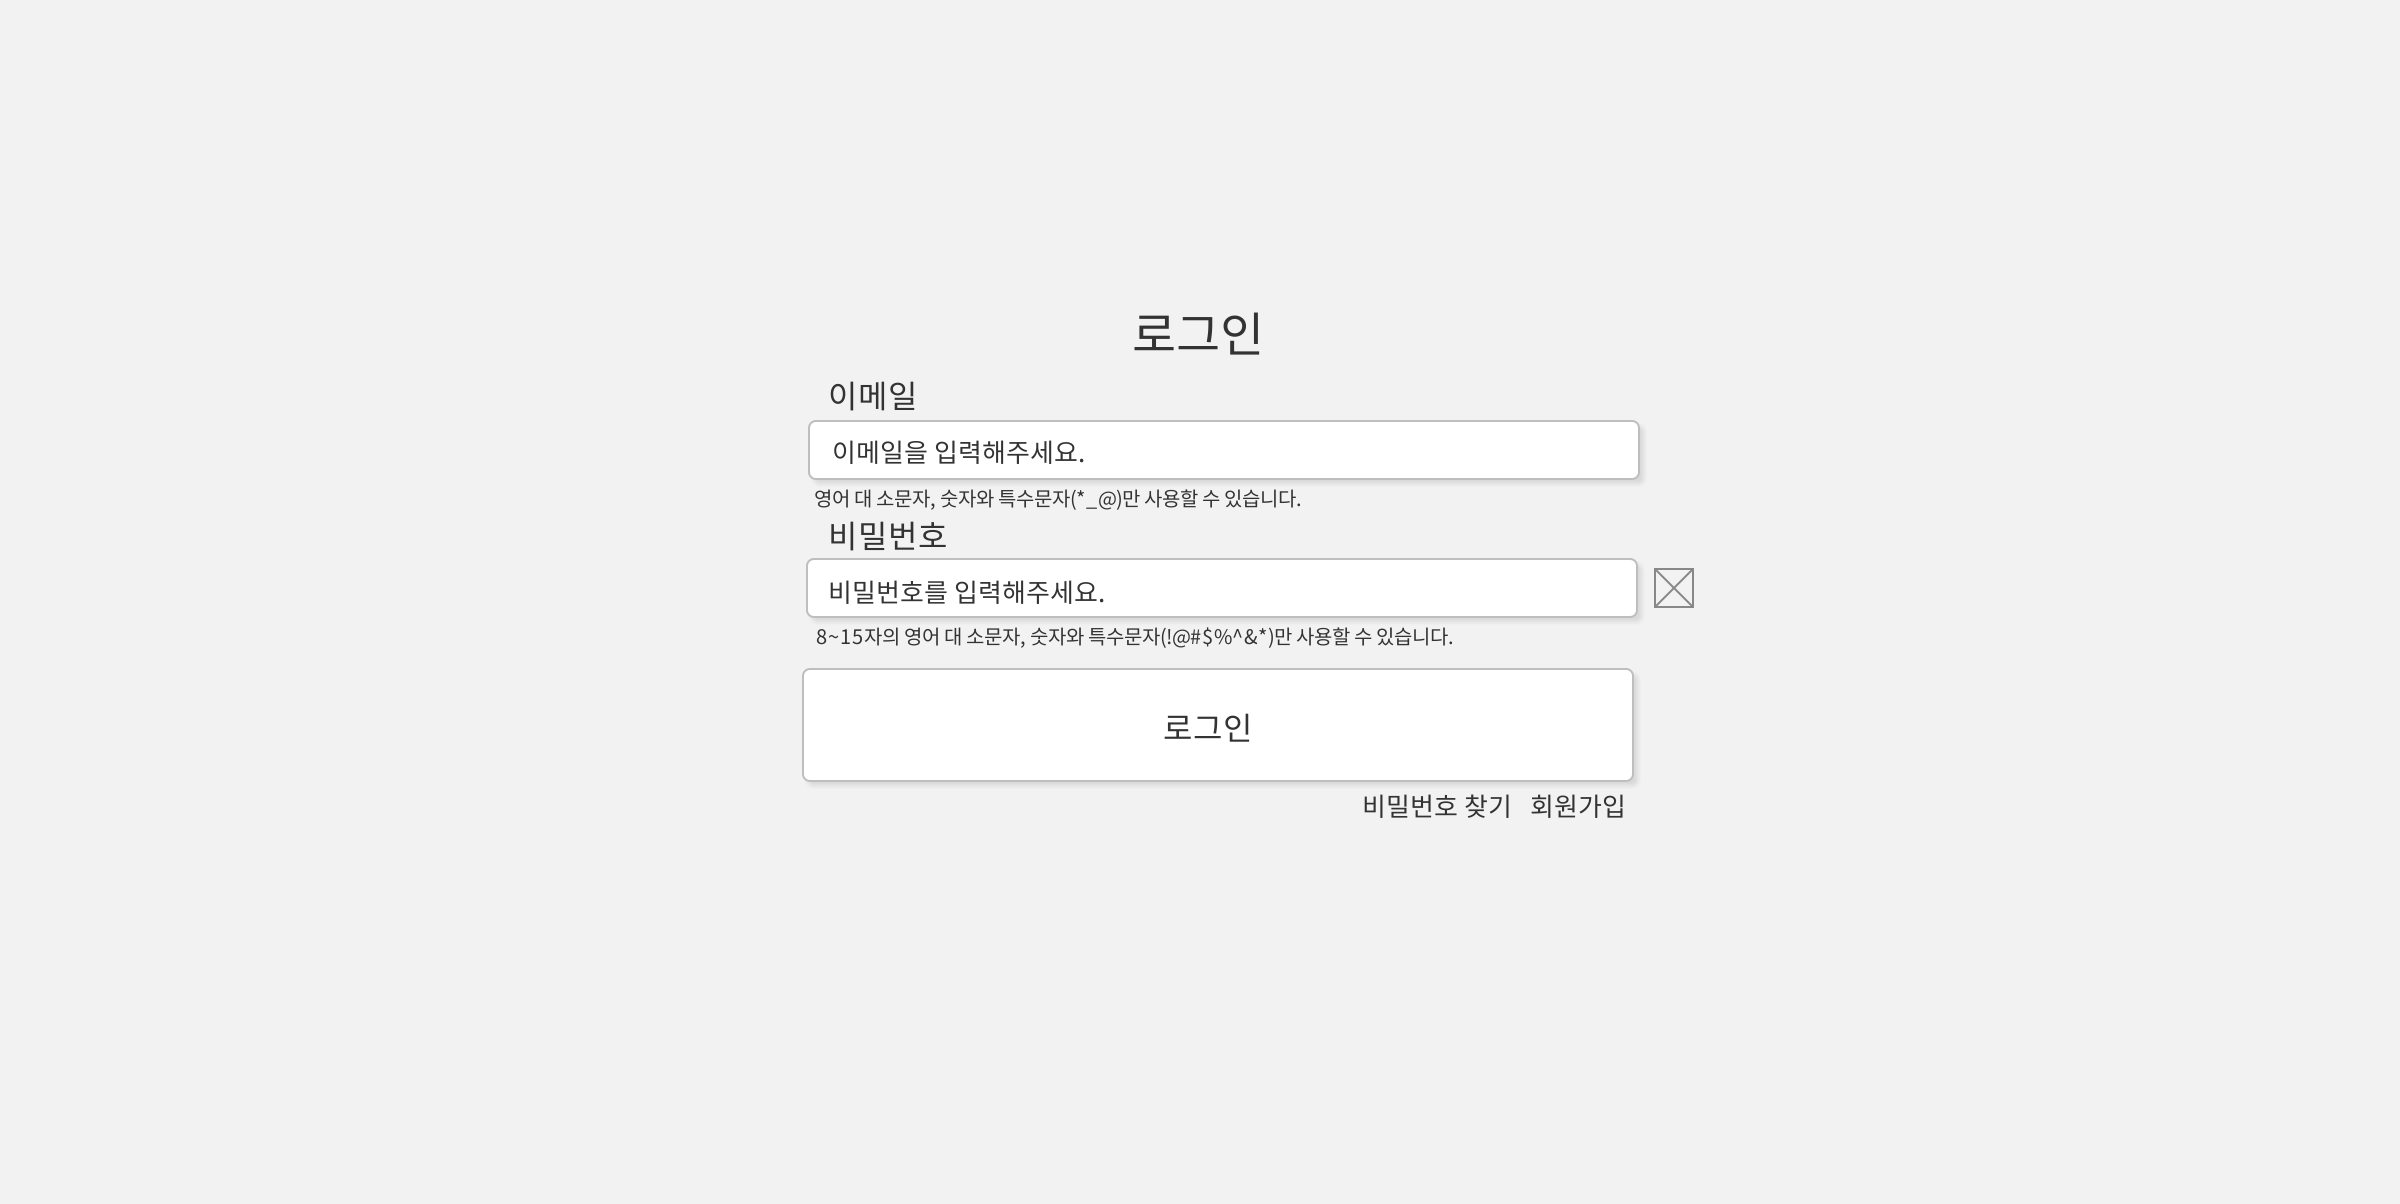 로그인
이메일
이메일을 입력해주세요.
영어 대 소문자, 숫자와 특수문자(*_@)만 사용할 수 있습니다.
비밀번호
비밀번호를 입력해주세요.
8~15자의 영어 대 소문자, 숫자와 특수문자(!@#$%^&*)만 사용할 수 있습니다.
로그인
비밀번호 찾기 회원가입